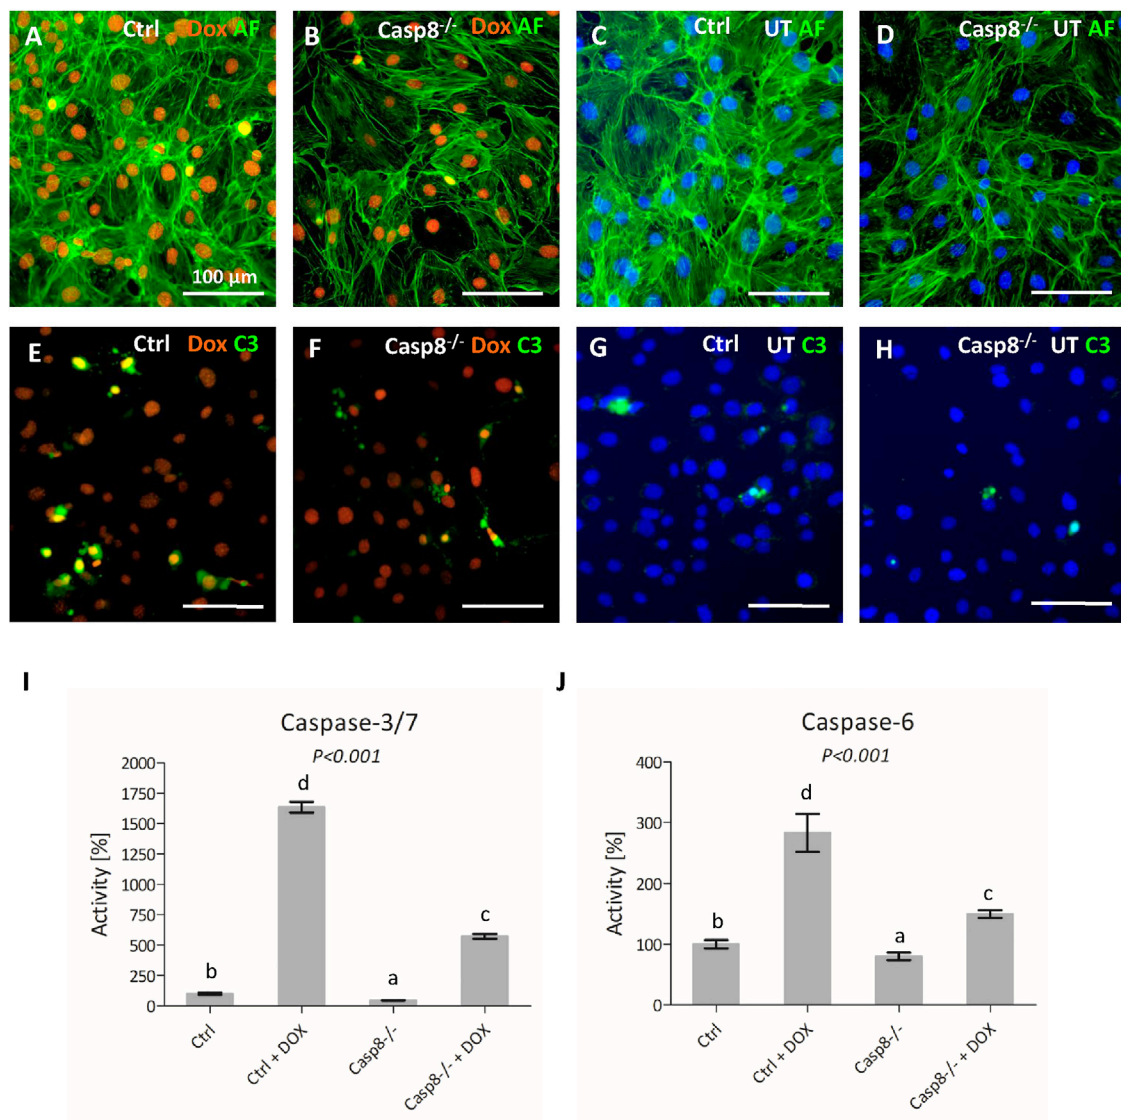 A Ctrl Dox AF
B Casp8-/- Dox AF
C Ctrl UT AF
D Casp8-/- UT AF
100 µm
E Ctrl Dox C3
F Casp8-/- Dox C3
G Ctrl UT C3
H Casp8-/- UT C3
I
Caspase-3/7
P<0.001
Activity [%]
2000
1750
1500
1250
1000
750
500
250
0
b
d
a
c
Ctrl
Ctrl + DOX
Casp8-/-
Casp8-/- + DOX
J
Caspase-6
P<0.001
Activity [%]
400
300
200
100
0
b
d
a
c
Ctrl
Ctrl + DOX
Casp8-/-
Casp8-/- + DOX